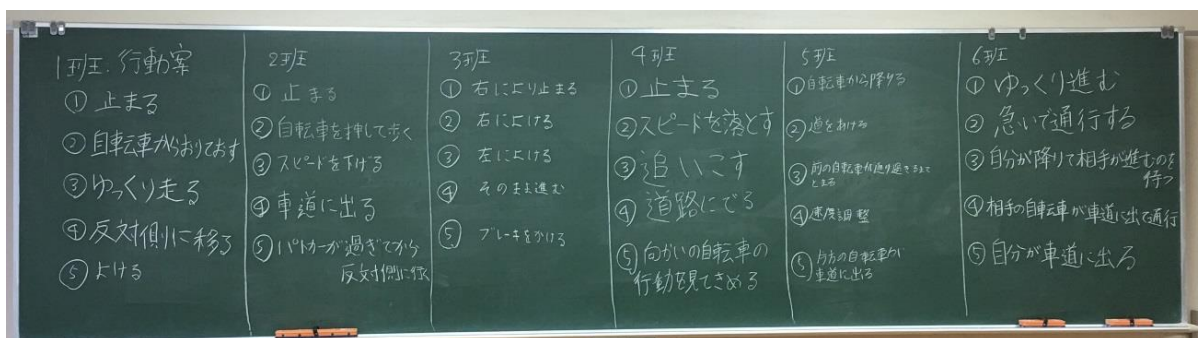 1班.行動案
① 止まる
② 自転車からおりておす
③ ゆっくり走る
④ 反対側に移る
⑤ よける
2班
① 止まる
② 自転車を押して歩く
③ スピードを下げる
④ 車道に出る
⑤ パトカーが過ぎてから
反対側に行く
3班
① 右により止まる
② 右によける
③ 左によける
④ そのまま進む
⑤ ブレーキをかける
4班
① 止まる
② スピードを落とす
③ 追いこす
④ 道路にでる
⑤ 向かいの自転車の
行動を見てきめる
5班
① 自転車から降りる
② 道をあける
③ 前の自転車が通り過ぎるまで
とまる
④ 速度調整
⑤ 片方の自転車が
車道に出る
6班
① ゆっくり進む
② 急いで通行する
③ 自分が降りて相手が進むのを
待つ
④ 相手の自転車が車道に出て通行
⑤ 自分が車道に出る